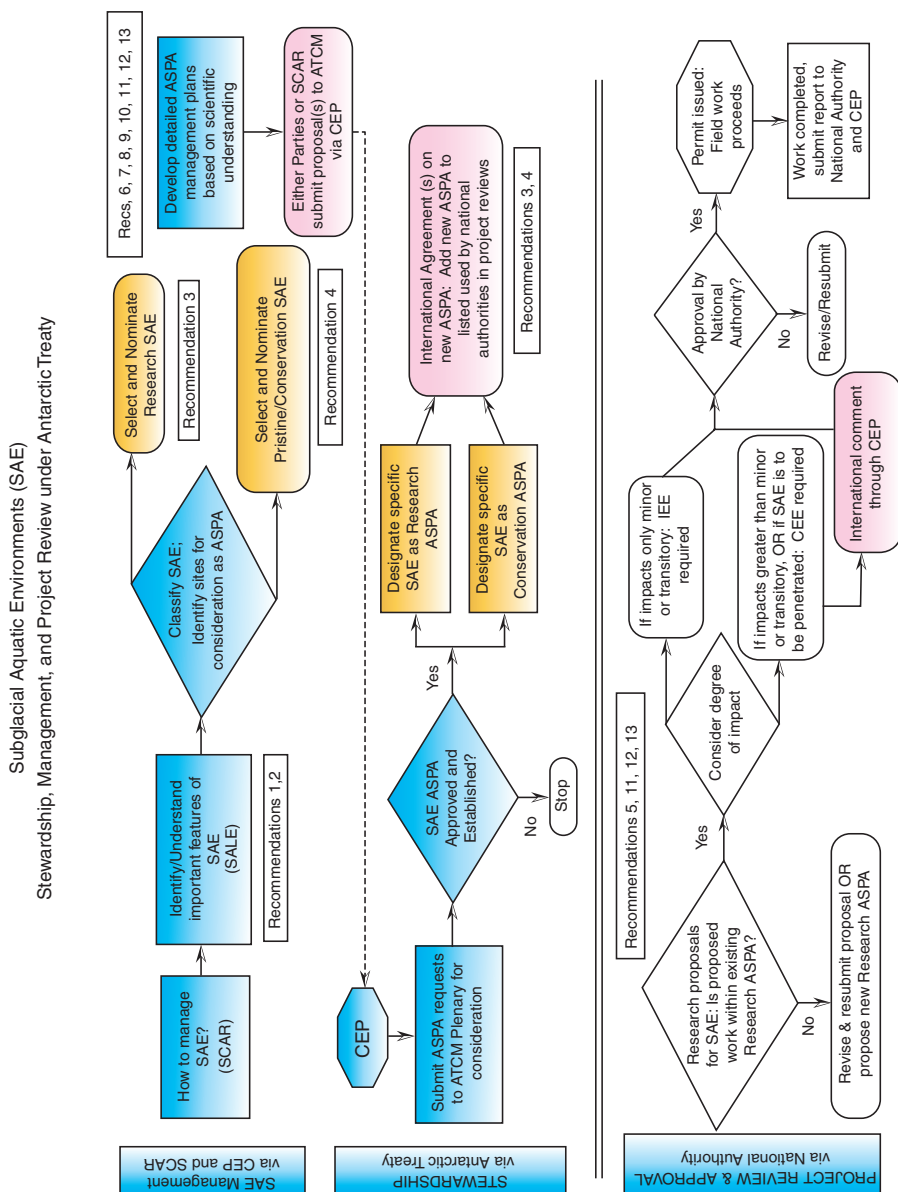 Subglacial Aquatic Environments (SAE)
Stewardship, Management, and Project Review under Antarctic Treaty
SAE Management
via CEP and SCAR
How to manage
SAE?
(SCAR)
Identify/Understand
important features of
SAE
(SALE)
Recommendations 1,2
Classify SAE;
Identify sites for
consideration as ASPA
Select and Nominate
Research SAE
Recommendation 3
Select and Nominate
Pristine/Conservation SAE
Recommendation 4
Recs, 6, 7, 8, 9, 10, 11, 12, 13
Develop detailed ASPA
management plans
based on scientific
understanding
Either Parties or SCAR
submit proposal(s) to ATCM
via CEP
STEWARDSHIP
via Antarctic Treaty
CEP
Submit ASPA requests
to ATCM Plenary for
consideration
SAE ASPA
Approved and
Established?
No
Stop
Yes
Designate specific
SAE as Research
ASPA
Designate specific
SAE as
Conservation ASPA
International Agreement (s) on
new ASPA: Add new ASPA to
listed used by national
authorities in project reviews
Recommendations 3, 4
PROJECT REVIEW & APPROVAL
via National Authority
Research proposals
for SAE: Is proposed
work within existing
Research ASPA?
No
Revise & resubmit proposal OR
propose new Research ASPA
Recommendations 5, 11, 12, 13
Yes
Consider degree
of impact
If impacts only minor
or transitory: IEE
required
If impacts greater than minor
or transitory, OR if SAE is to
be penetrated: CEE required
International comment
through CEP
Approval by
National
Authority?
No
Revise/Resubmit
Yes
Permit issued:
Field work
proceeds
Work completed,
submit report to
National Authority
and CEP